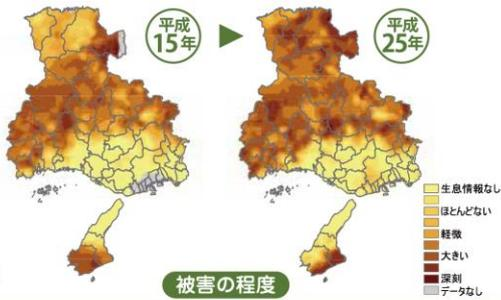 平成
15年
平成
25年
生息情報なし
ほとんどない
軽微
大きい
深刻
データなし
被害の程度